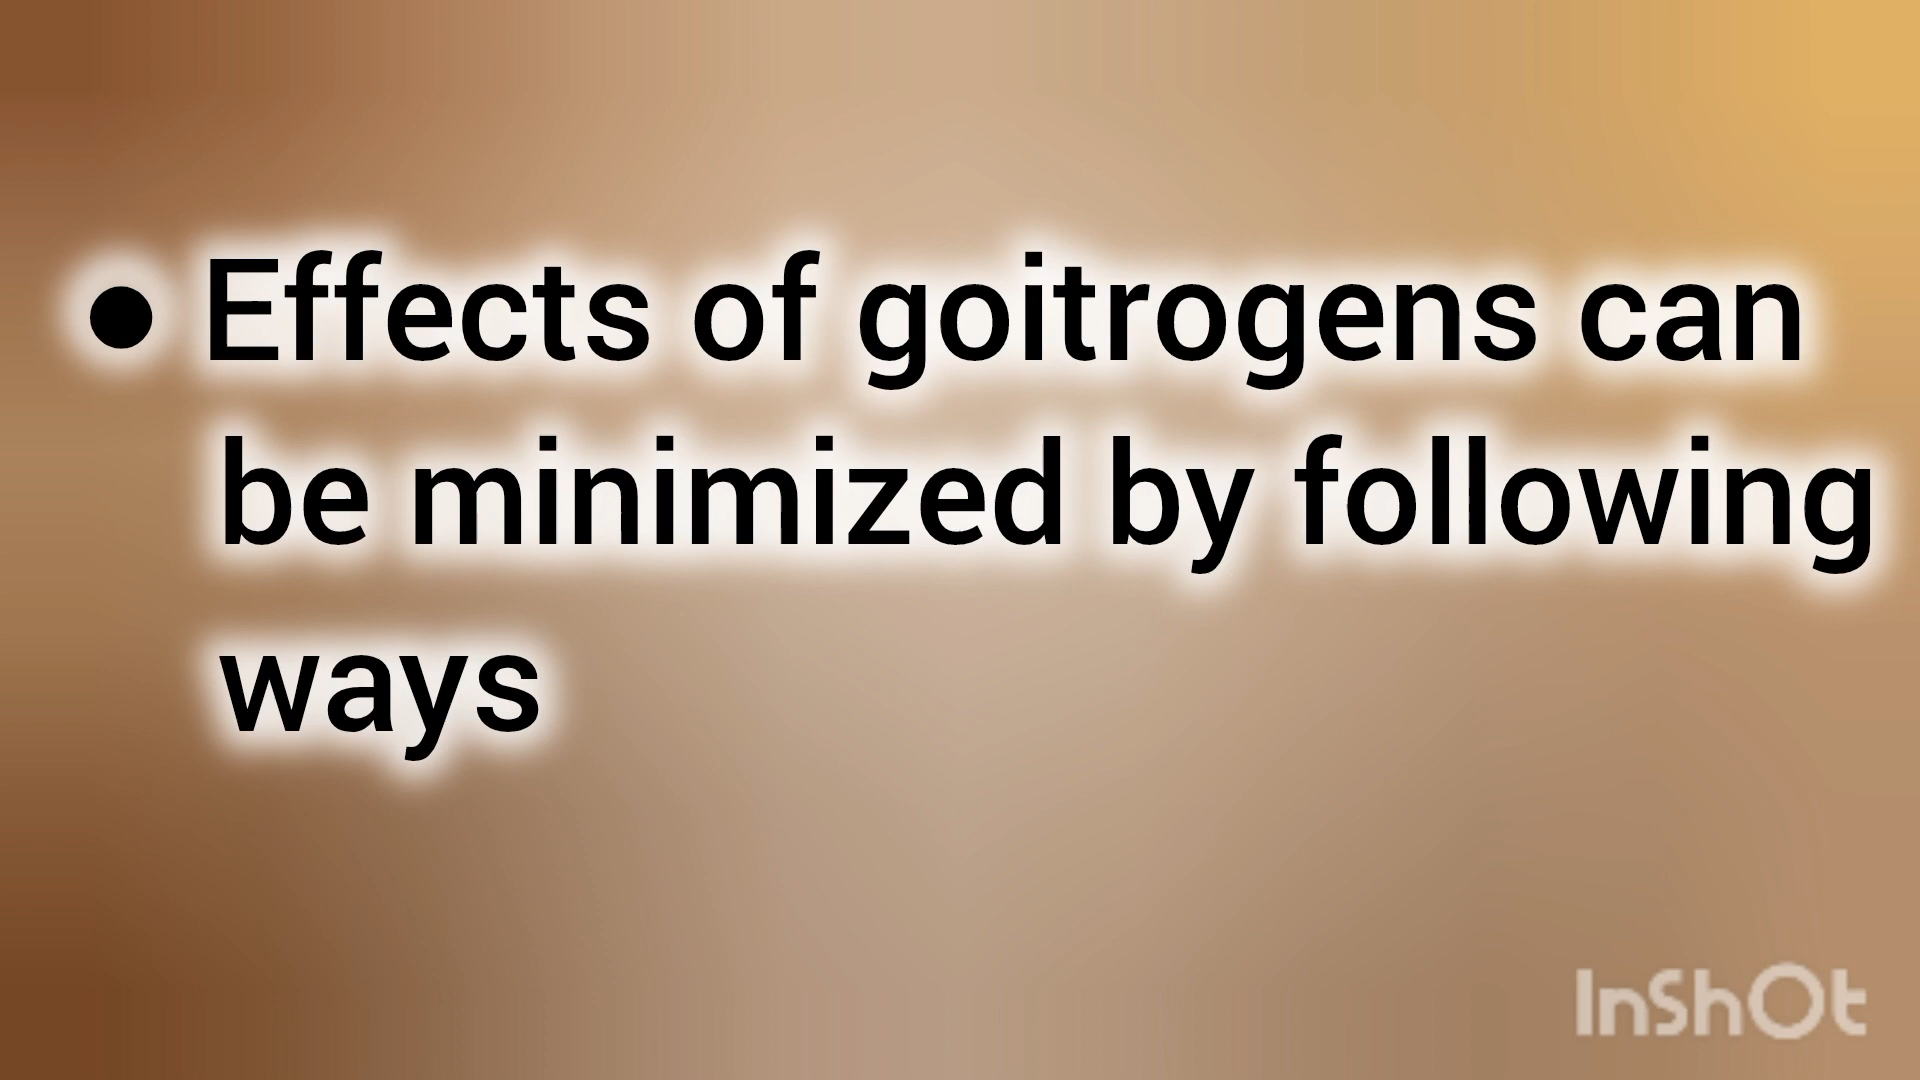 ● Effects of goitrogens can
be minimized by following
ways
InShOt